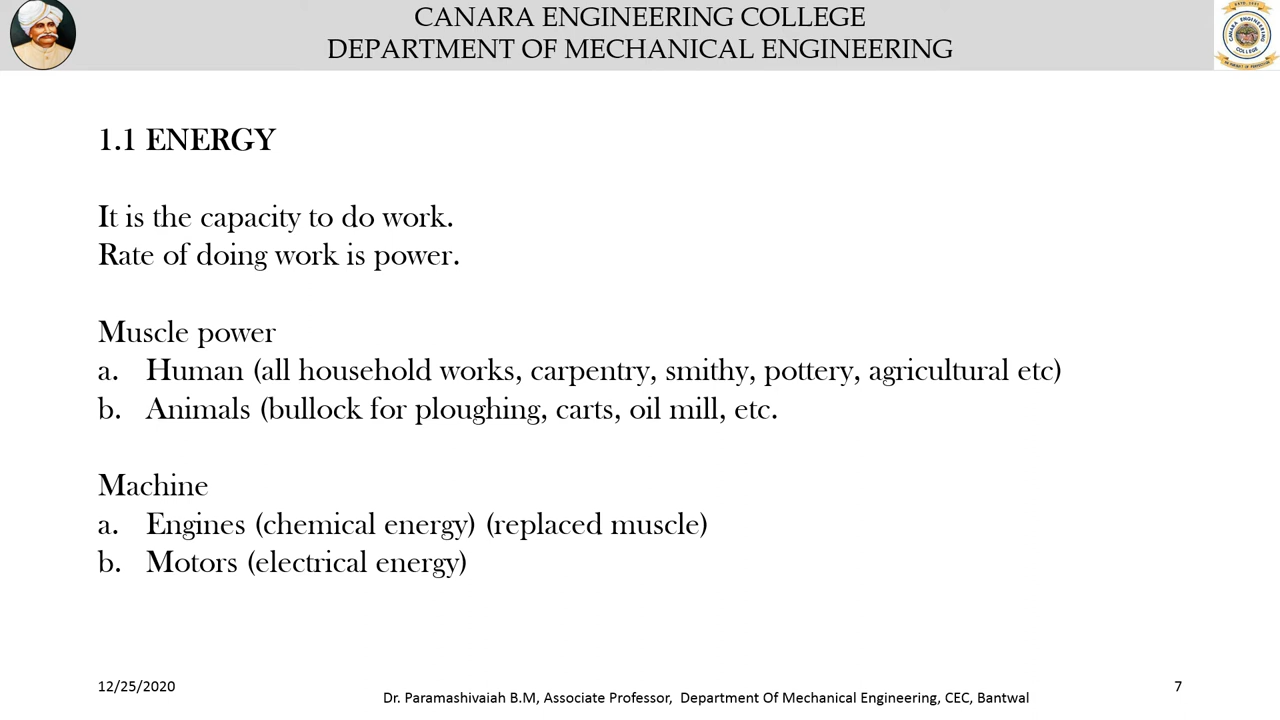 CANARA ENGINEERING COLLEGE
DEPARTMENT OF MECHANICAL ENGINEERING
1.1 ENERGY
It is the capacity to do work.
Rate of doing work is power.
Muscle power
a. Human (all household works, carpentry, smithy, pottery, agricultural etc)
b. Animals (bullock for ploughing, carts, oil mill, etc.
Machine
a. Engines (chemical energy) (replaced muscle)
b. Motors (electrical energy)
12/25/2020
Dr. Paramashivaiah B.M, Associate Professor, Department Of Mechanical Engineering, CEC, Bantwal
7